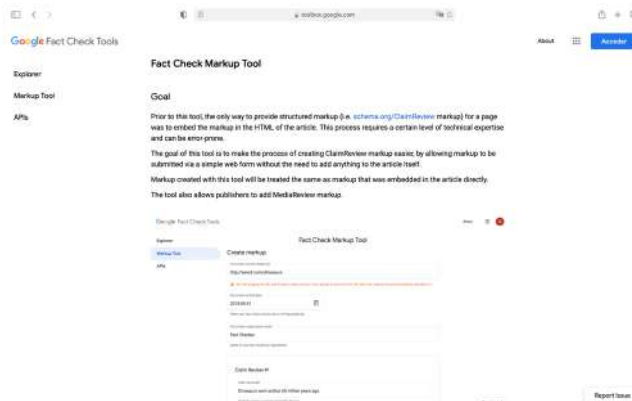 toolbox.google.com
Google Fact Check Tools
About
Acceder
Explorer
Markup Tool
APIs
Fact Check Markup Tool
Goal
Prior to this tool, the only way to provide structured markup (i.e. schema.org/ClaimReview markup) for a page
was to embed the markup in the HTML of the article. This process requires a certain level of technical expertise
and can be error-prone.
The goal of this tool is to make the process of creating ClaimReview markup easier, by allowing markup to be
submitted via a simple web form without the need to add anything to the article itself.
Markup created with this tool will be treated the same as markup that was embedded in the article directly.
The tool also allows publishers to add MediaReview markup.
Google Fact Check Tools
Explorer
Fact Check Markup Tool
Markup Tool
Create markup
APIs
Fact Checker
Claim Review #1
Report Issue